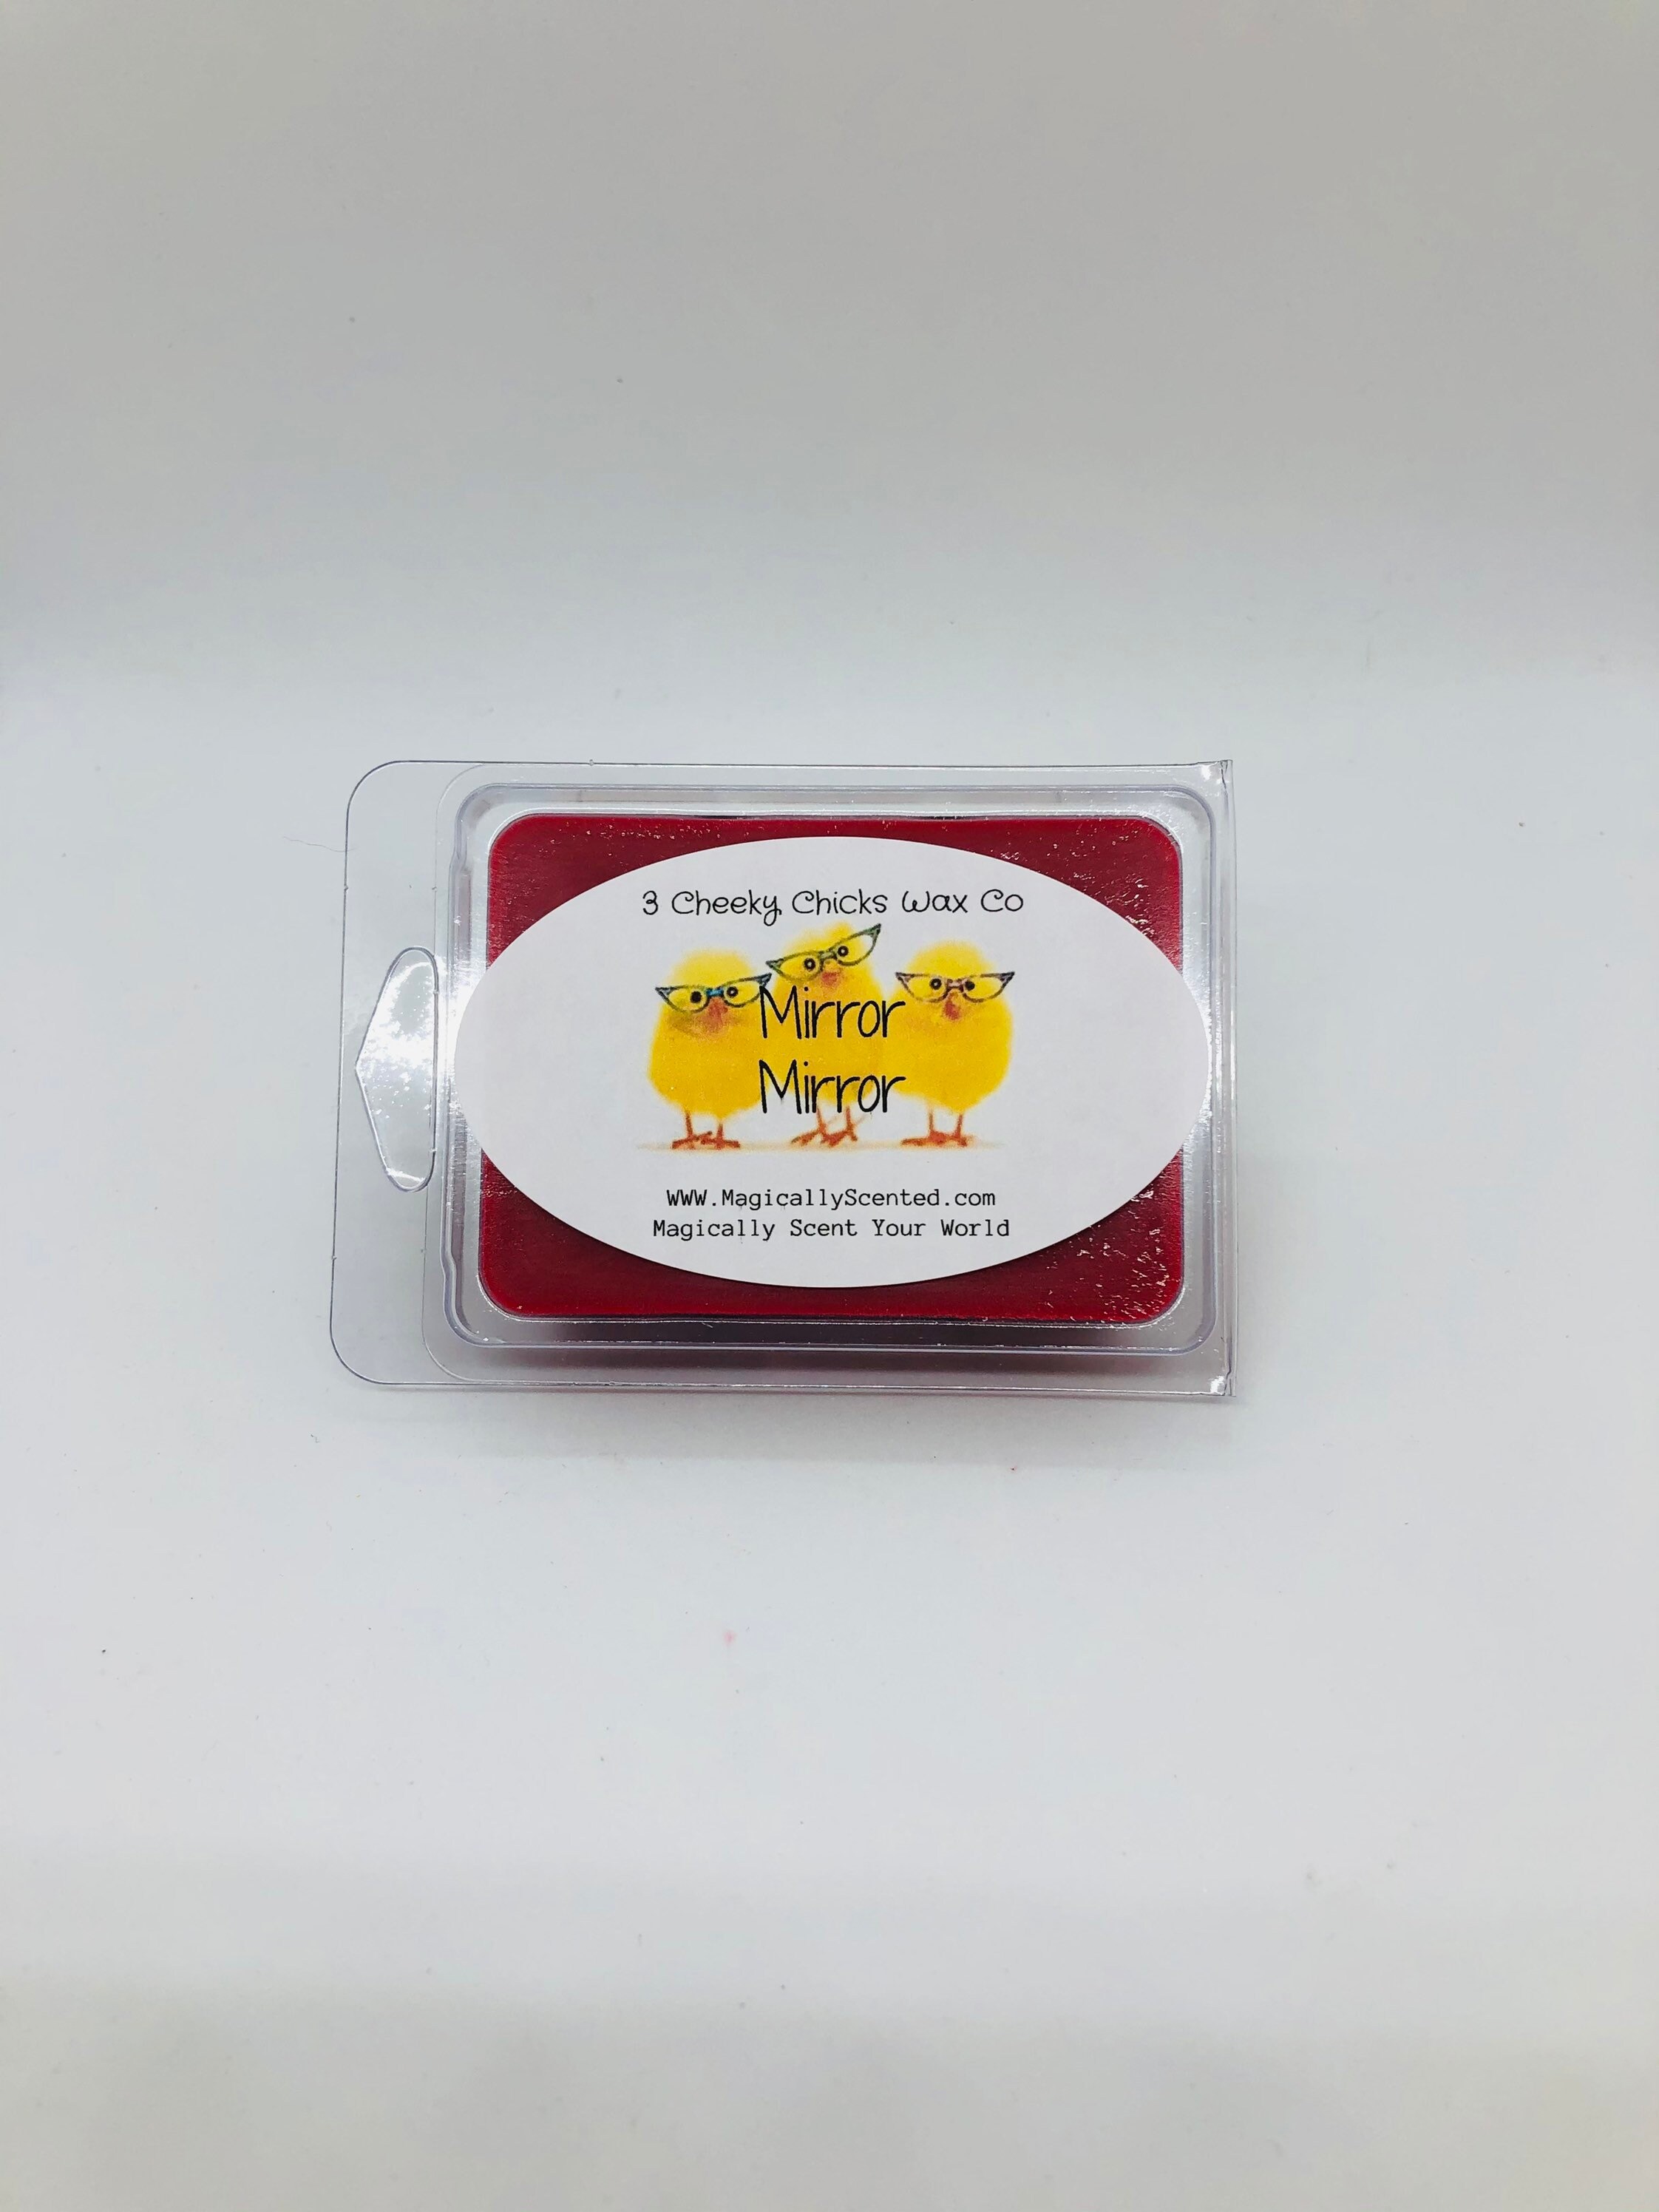 3 Cheeky Chicks Wax Co
Mirror
Mirror
WWW.MagicallyScented.com
Magically Scent Your World